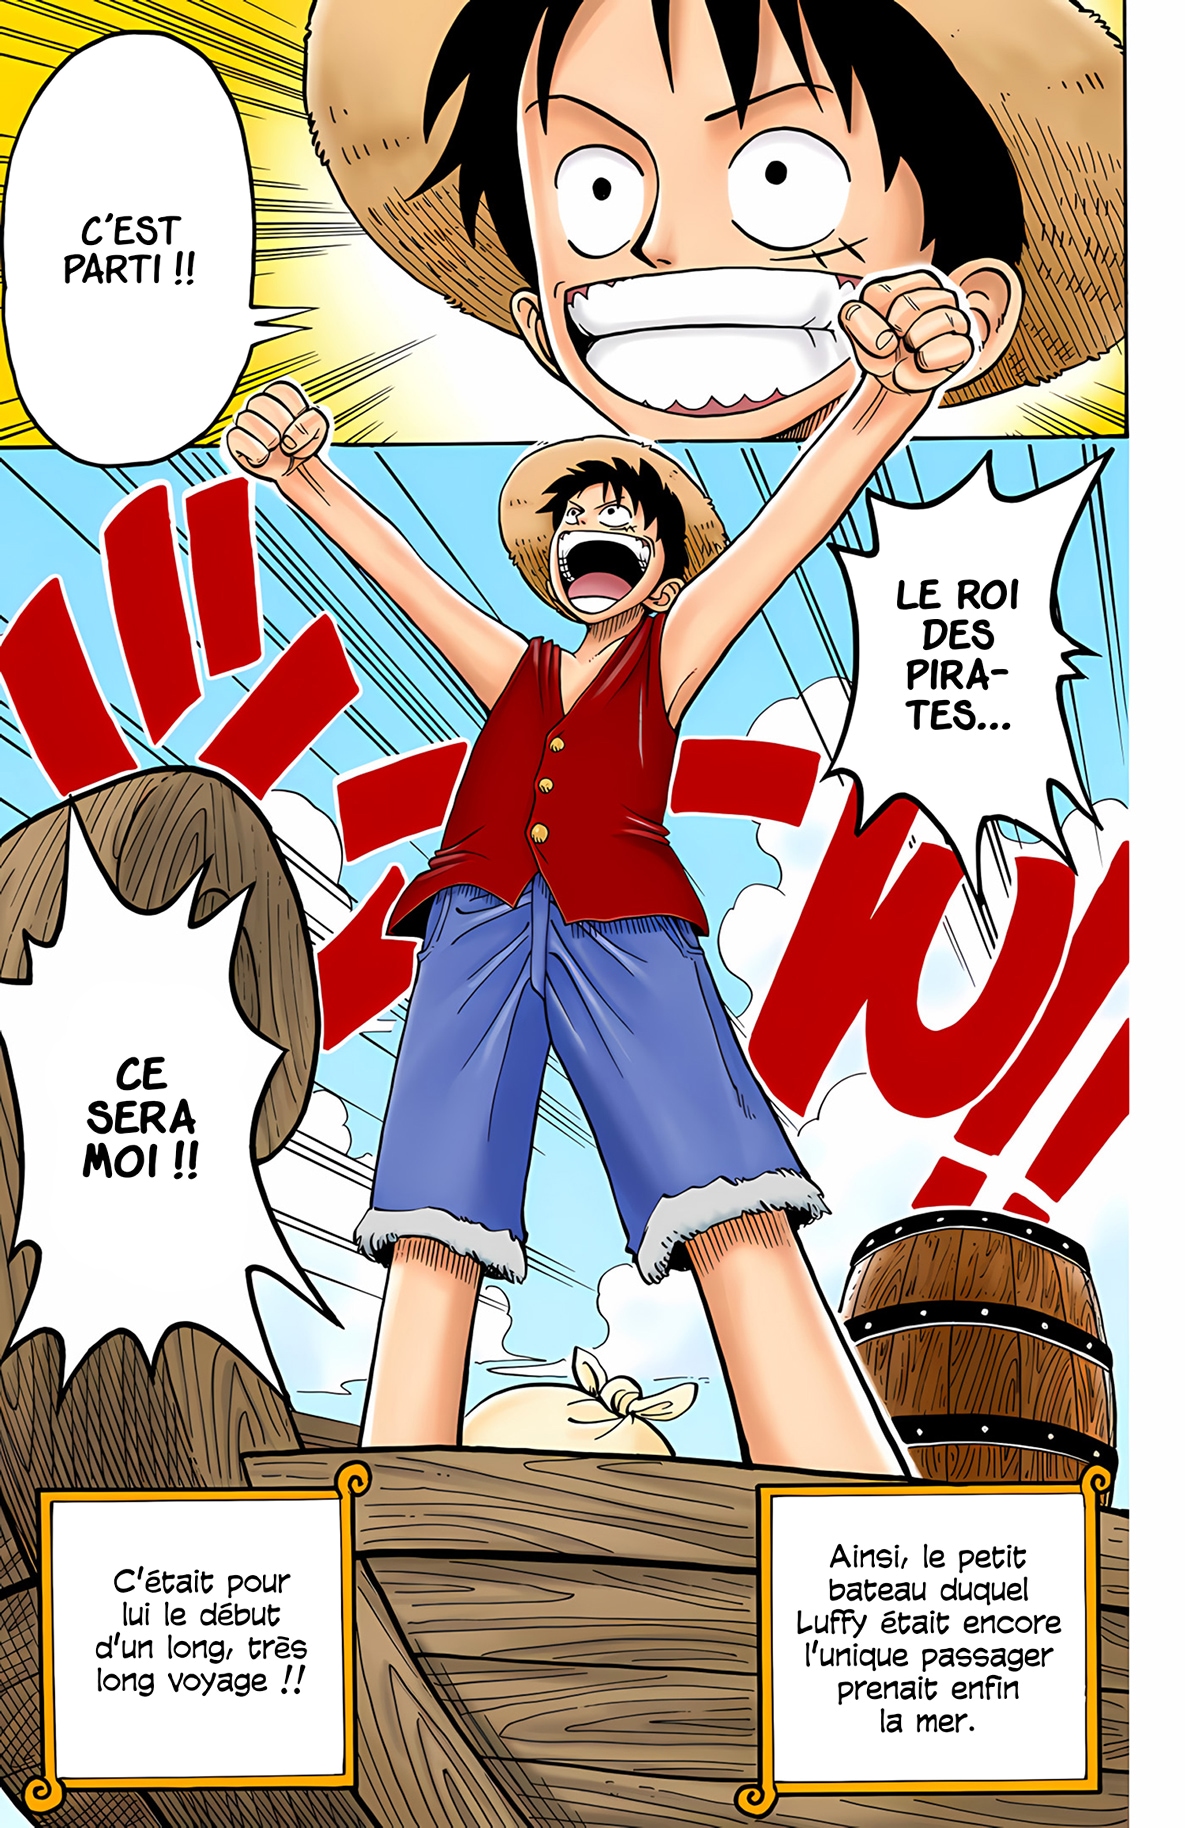 C'EST
PARTI !!
LE ROI
DES
PIRA-
TES...
CE
SERA
MOI !!
Ainsi, le petit
bateau duquel
Luffy était encore
l'unique passager
prenait enfin
la mer.
C'était pour
lui le début
d'un long, très
long voyage !!